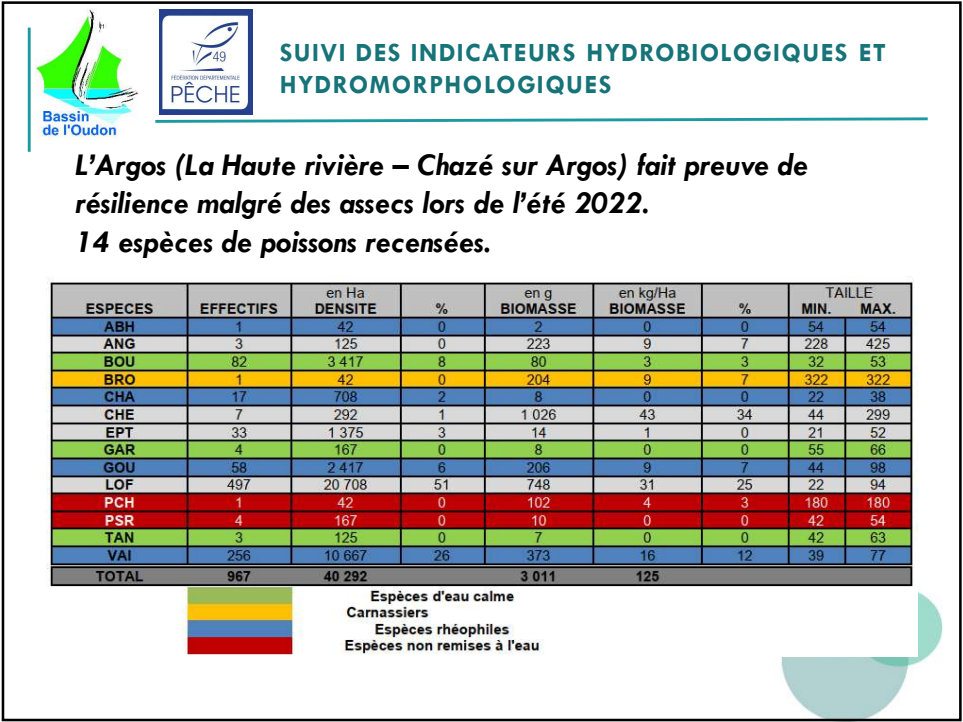 Bassin
de l'Oudon
49
FÉDÉRATION DÉPARTEMENTALE
PÊCHE
SUIVI DES INDICATEURS HYDROBIOLOGIQUES ET
HYDROMORPHOLOGIQUES
L'Argos (La Haute rivière – Chazé sur Argos) fait preuve de
résilience malgré des assecs lors de l'été 2022.
14 espèces de poissons recensées.
en Ha en g en kg/Ha TAILLE
ESPECES EFFECTIFS DENSITE % BIOMASSE BIOMASSE % MIN. MAX.
ABH 1 42 0 2 0 0 54 54
ANG 3 125 0 223 9 7 228 425
BOU 82 3 417 8 80 3 3 32 53
BRO 1 42 0 204 9 7 322 322
CHA 17 708 2 8 0 0 22 38
CHE 7 292 1 1 026 43 34 44 299
EPT 33 1 375 3 14 1 0 21 52
GAR 4 167 0 8 0 0 55 66
GOU 58 2 417 6 206 9 7 44 98
LOF 497 20 708 51 748 31 25 22 94
PCH 1 42 0 102 4 3 180 180
PSR 4 167 0 10 0 0 42 54
TAN 3 125 0 7 0 0 42 63
VAI 256 10 667 26 373 16 12 39 77
TOTAL 967 40 292 3 011 125
Espèces d'eau calme
Carnassiers
Espèces rhéophiles
Espèces non remises à l'eau